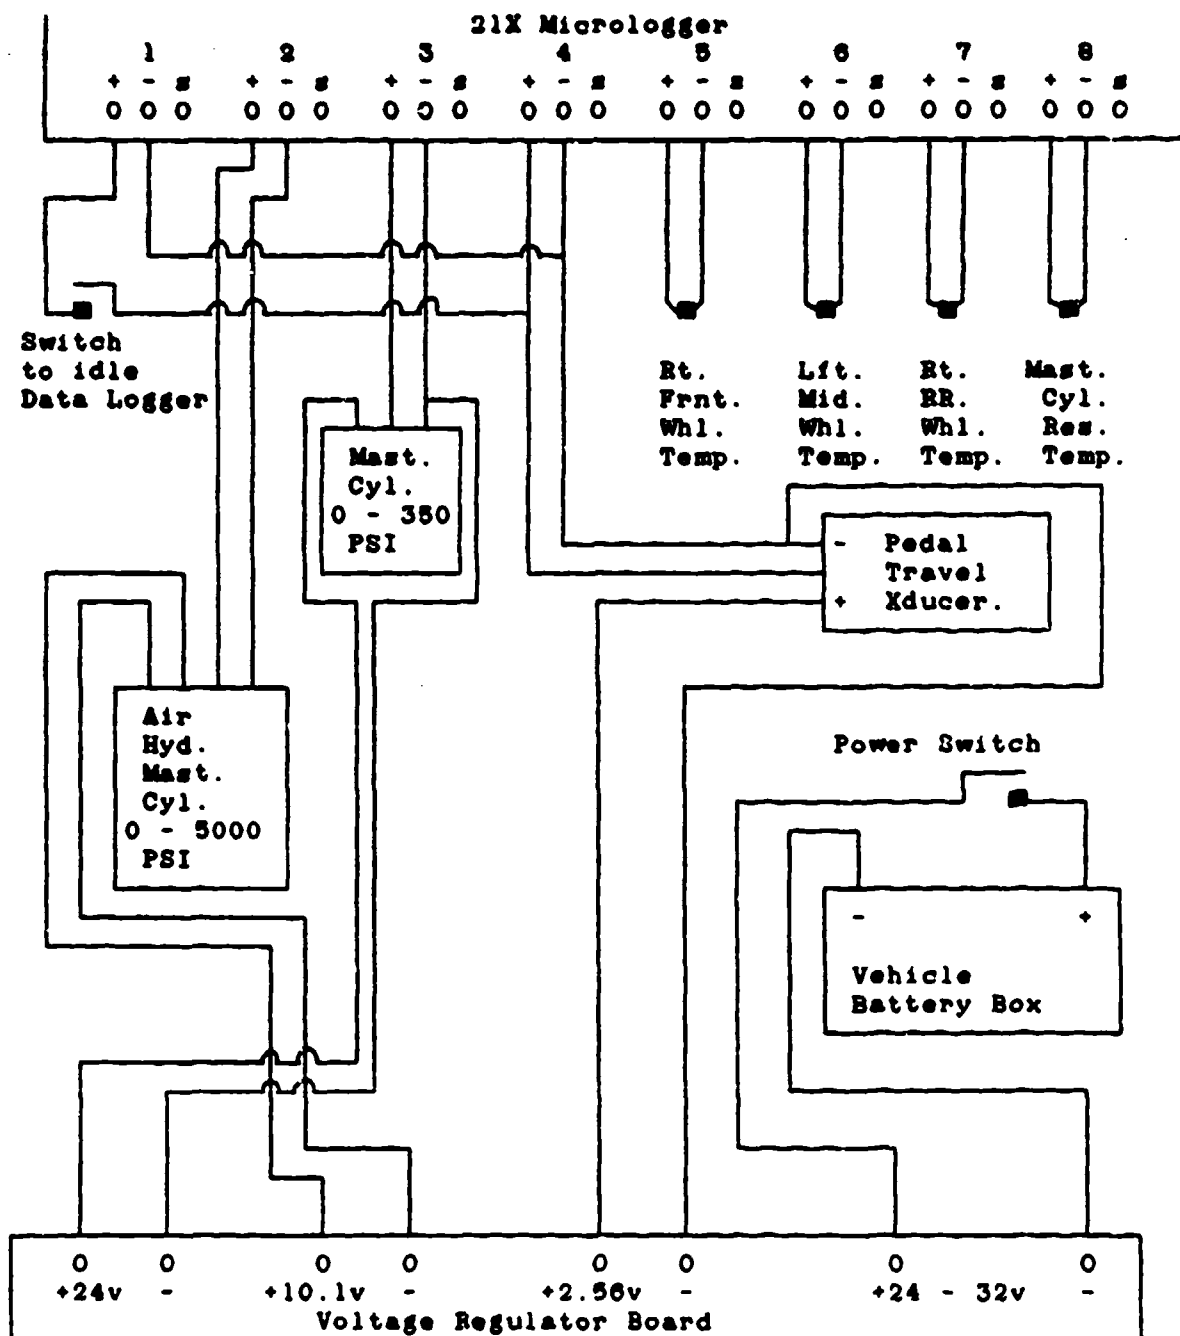 21X Micrologger
1 2 3 4 5 6 7 8
+ - s + - s + - s + - s + - s + - s + - s + - s
O O O O O O O O O O O O O O O O O O O O O O O O
Switch
to idle
Data Logger
Rt.
Frnt.
Whl.
Temp.
Lft.
Mid.
Whl.
Temp.
Rt.
RR.
Whl.
Temp.
Mast.
Cyl.
Res.
Temp.
Mast.
Cyl.
0 - 350
PSI
- Pedal
Travel
+ Xducer.
Air
Hyd.
Mast.
Cyl.
0 - 5000
PSI
Power Switch
- +
Vehicle
Battery Box
O O O O O O O O
+24v - +10.1v - +2.56v - +24 - 32v -
Voltage Regulator Board